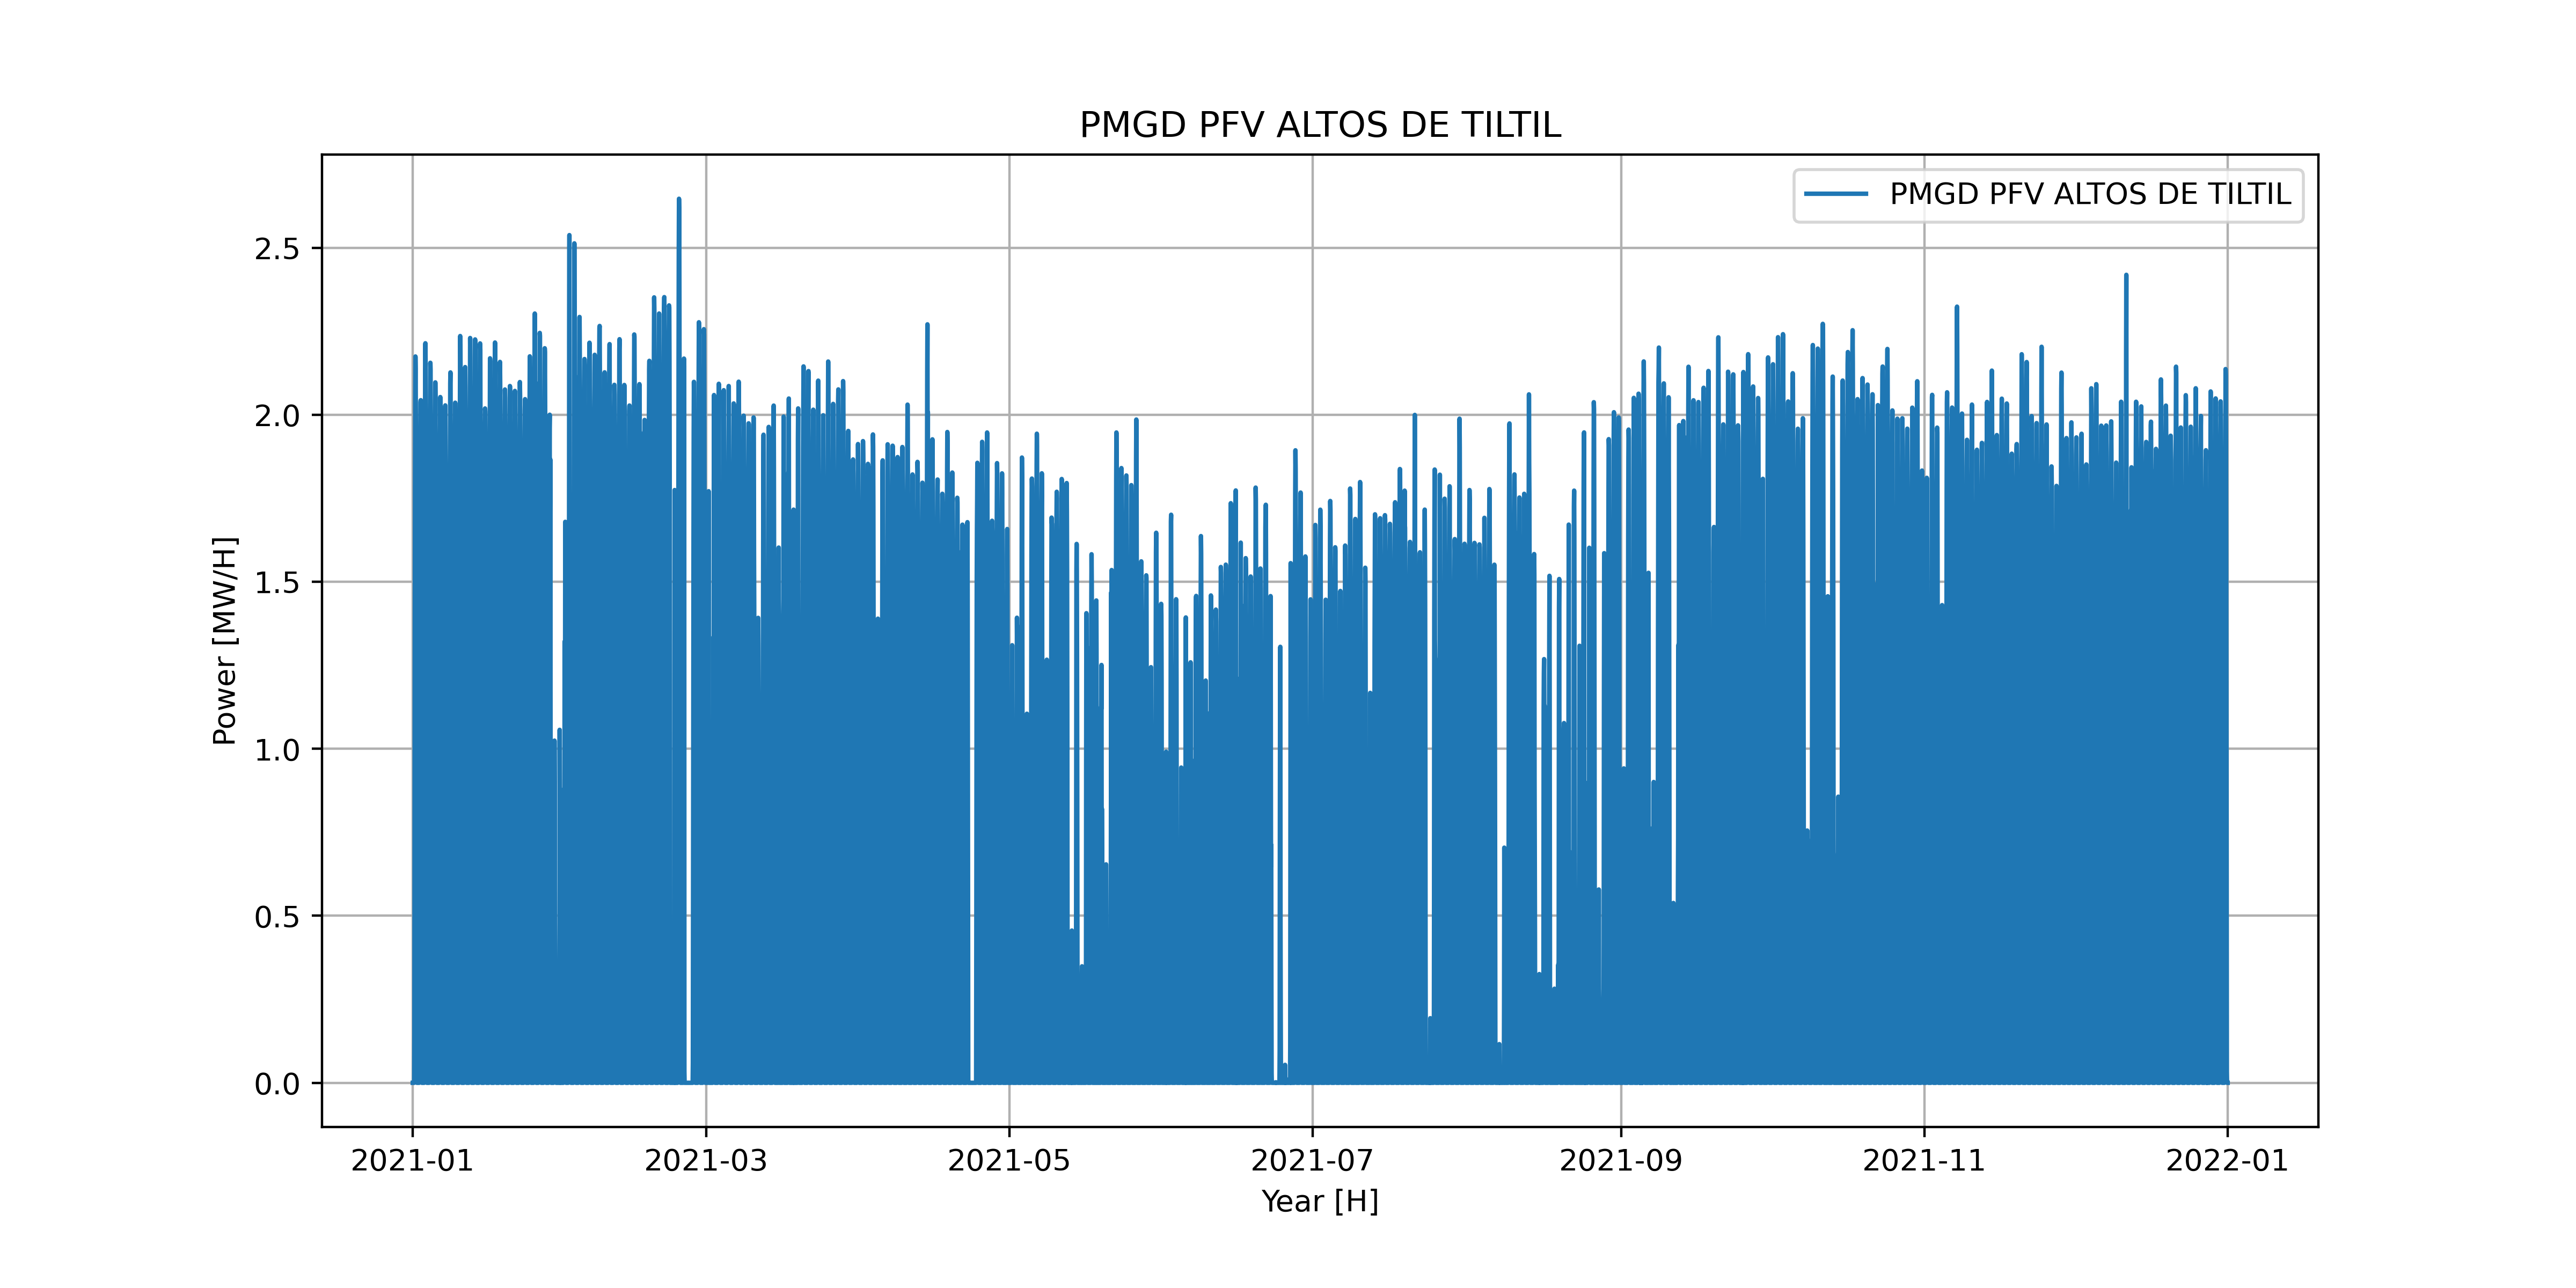 PMGD PFV ALTOS DE TILTIL
PMGD PFV ALTOS DE TILTIL
Power [MW/H]
2.5
2.0
1.5
1.0
0.5
0.0
2021-01 2021-03 2021-05 2021-07 2021-09 2021-11 2022-01
Year [H]